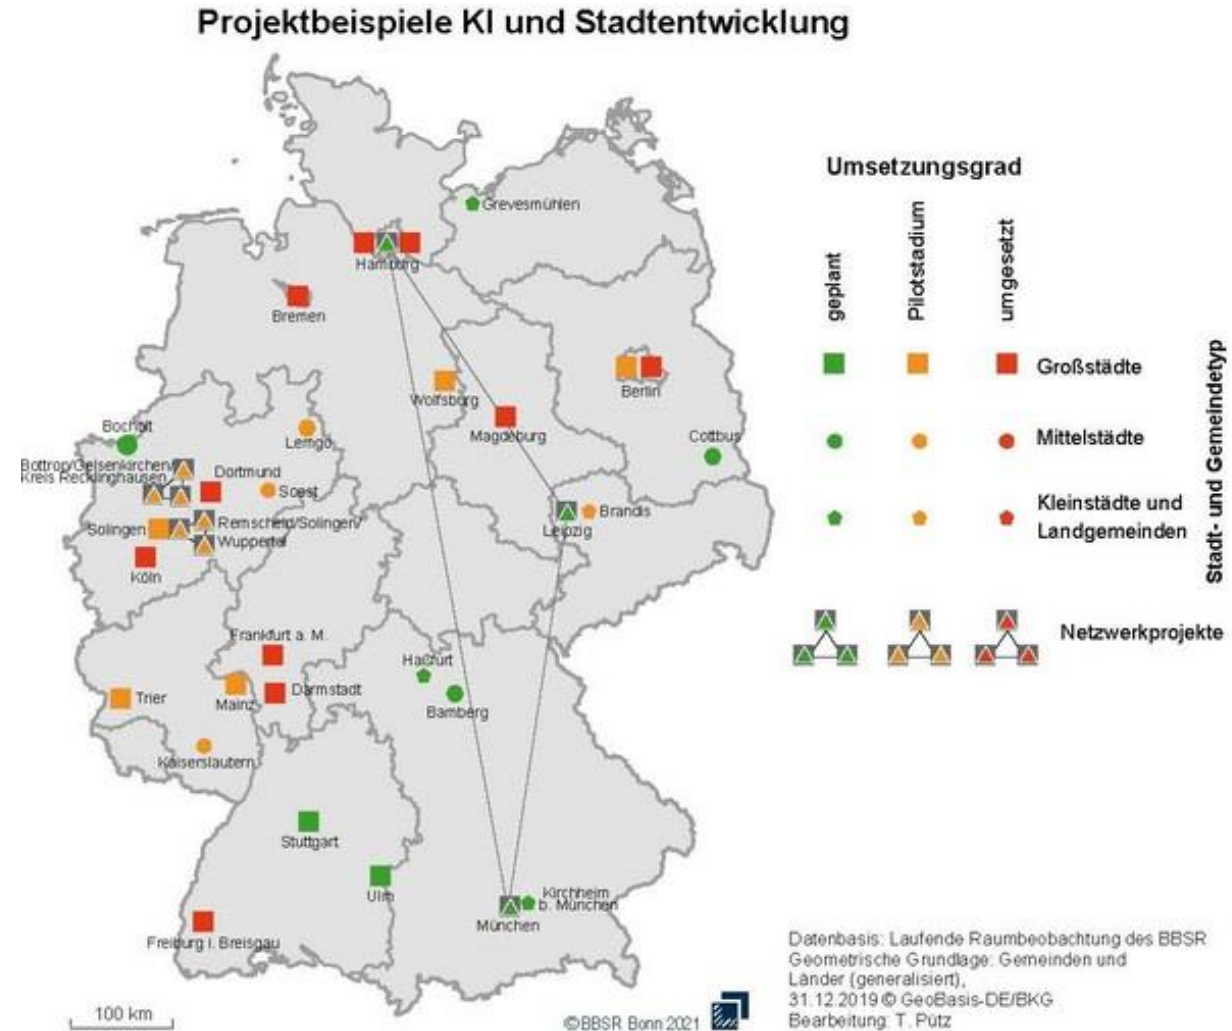 Projektbeispiele KI und Stadtentwicklung
Grevesmühlen
Hamburg
Bremen
Wolfsburg
Berlin
Magdeburg
Cottbus
Bocholt
Lemgo
Bottrop/Gelsenkirchen/
Kreis Recklinghausen
Dortmund
Soest
Solingen
Remscheid/Solingen/
Wuppertal
Köln
Leipzig
Brandis
Frankfurt a. M.
Haßfurt
Trier
Mainz
Darmstadt
Bamberg
Kaiserslautern
Stuttgart
Ulm
Kirchheim
b. München
München
Freiburg i. Breisgau
100 km
©BBSR Bonn 2021
Umsetzungsgrad
geplant
Pilotstadium
umgesetzt
Großstädte
Mittelstädte
Kleinstädte und
Landgemeinden
Netzwerkprojekte
Stadt- und Gemeindetyp
Datenbasis: Laufende Raumbeobachtung des BBSR
Geometrische Grundlage: Gemeinden und
Länder (generalisiert),
31.12.2019 © GeoBasis-DE/BKG
Bearbeitung: T. Pütz